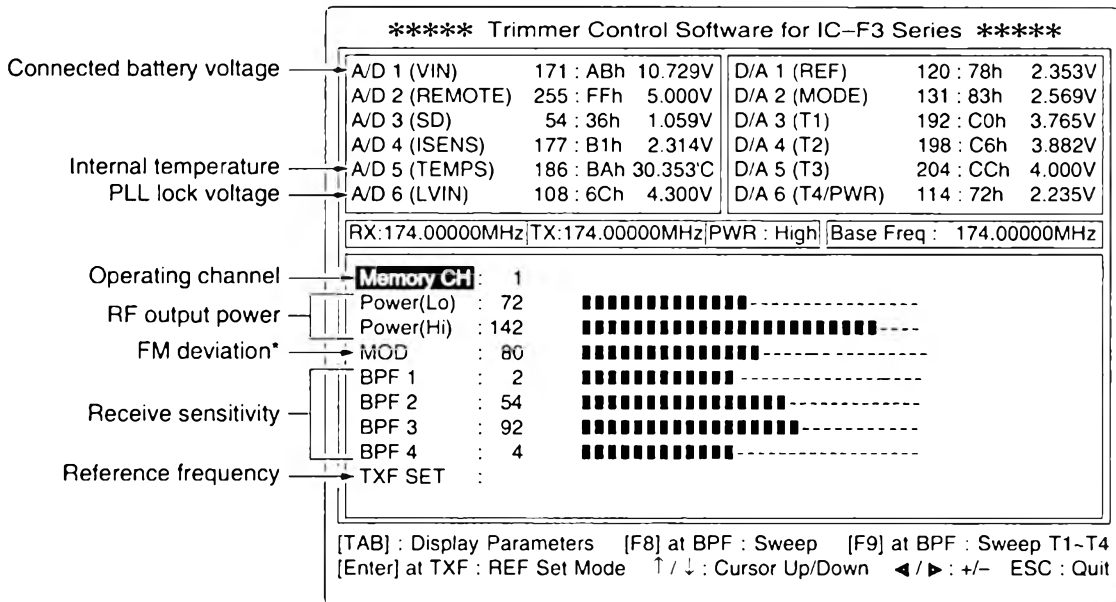 ***** Trimmer Control Software for IC–F3 Series *****
Connected battery voltage
A/D 1 (VIN) 171 : ABh 10.729V
A/D 2 (REMOTE) 255 : FFh 5.000V
A/D 3 (SD) 54 : 36h 1.059V
A/D 4 (ISENS) 177 : B1h 2.314V
Internal temperature
A/D 5 (TEMPS) 186 : BAh 30.353'C
PLL lock voltage
A/D 6 (LVIN) 108 : 6Ch 4.300V
D/A 1 (REF) 120 : 78h 2.353V
D/A 2 (MODE) 131 : 83h 2.569V
D/A 3 (T1) 192 : C0h 3.765V
D/A 4 (T2) 198 : C6h 3.882V
D/A 5 (T3) 204 : CCh 4.000V
D/A 6 (T4/PWR) 114 : 72h 2.235V
RX:174.00000MHz TX:174.00000MHz PWR : High Base Freq : 174.00000MHz
Operating channel
Memory CH : 1
RF output power
Power(Lo) : 72
Power(Hi) : 142
FM deviation*
MOD : 80
Receive sensitivity
BPF 1 : 2
BPF 2 : 54
BPF 3 : 92
BPF 4 : 4
Reference frequency
TXF SET :
[TAB] : Display Parameters [F8] at BPF : Sweep [F9] at BPF : Sweep T1~T4
[Enter] at TXF : REF Set Mode ↑ / ↓ : Cursor Up/Down ◀ / ▶ : +/– ESC : Quit